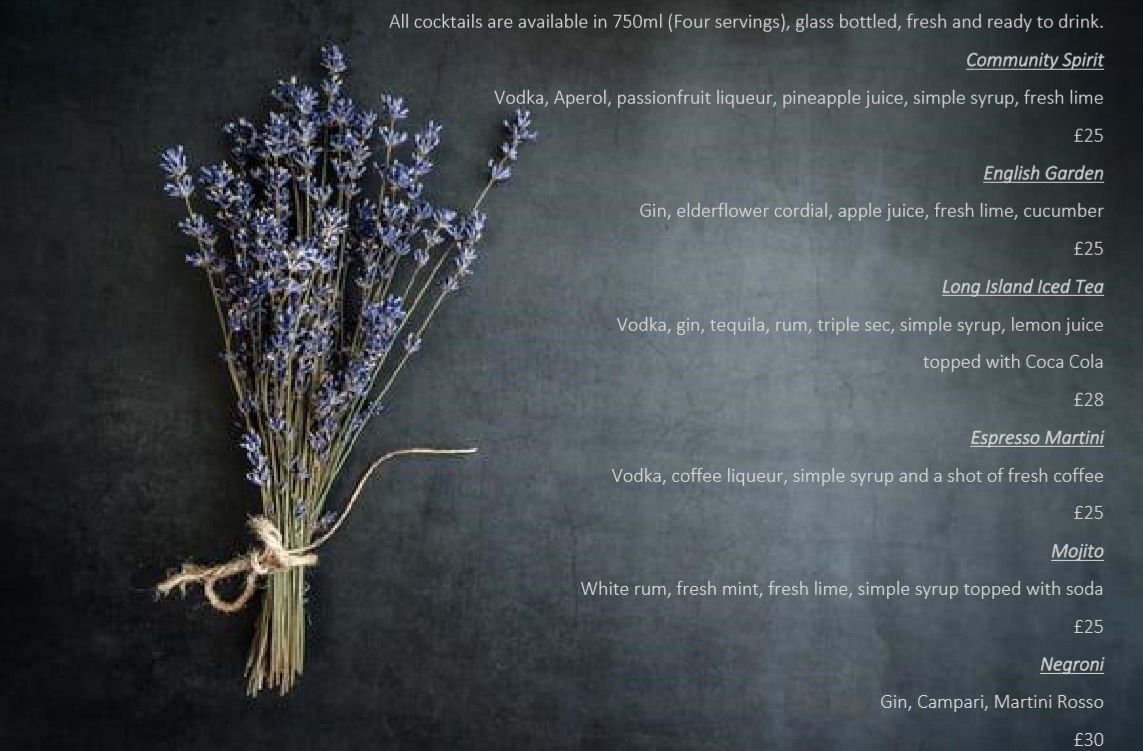 All cocktails are available in 750ml (Four servings), glass bottled, fresh and ready to drink.
Community Spirit
Vodka, Aperol, passionfruit liqueur, pineapple juice, simple syrup, fresh lime
£25
English Garden
Gin, elderflower cordial, apple juice, fresh lime, cucumber
£25
Long Island Iced Tea
Vodka, gin, tequila, rum, triple sec, simple syrup, lemon juice
topped with Coca Cola
£28
Espresso Martini
Vodka, coffee liqueur, simple syrup and a shot of fresh coffee
£25
Mojito
White rum, fresh mint, fresh lime, simple syrup topped with soda
£25
Negroni
Gin, Campari, Martini Rosso
£30